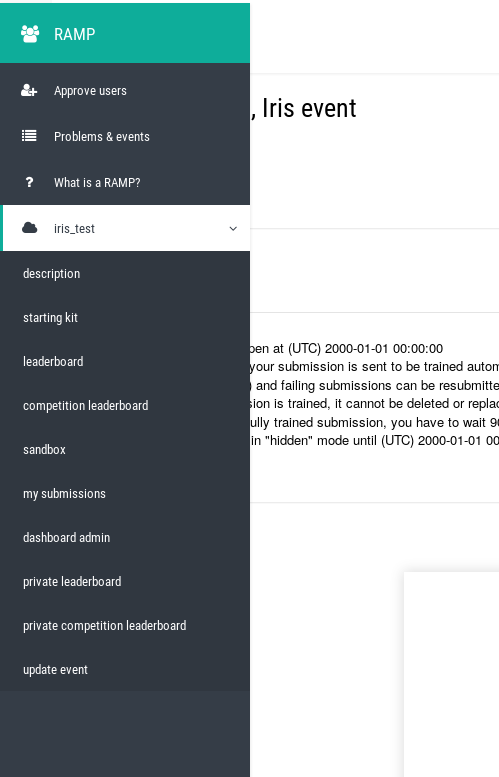 RAMP
Approve users
Problems & events
What is a RAMP?
iris_test
description
starting kit
leaderboard
competition leaderboard
sandbox
my submissions
dashboard admin
private leaderboard
private competition leaderboard
update event
, Iris event
pen at (UTC) 2000-01-01 00:00:00
your submission is sent to be trained autom
) and failing submissions can be resubmitte
sion is trained, it cannot be deleted or replac
ully trained submission, you have to wait 90
in "hidden" mode until (UTC) 2000-01-01 00